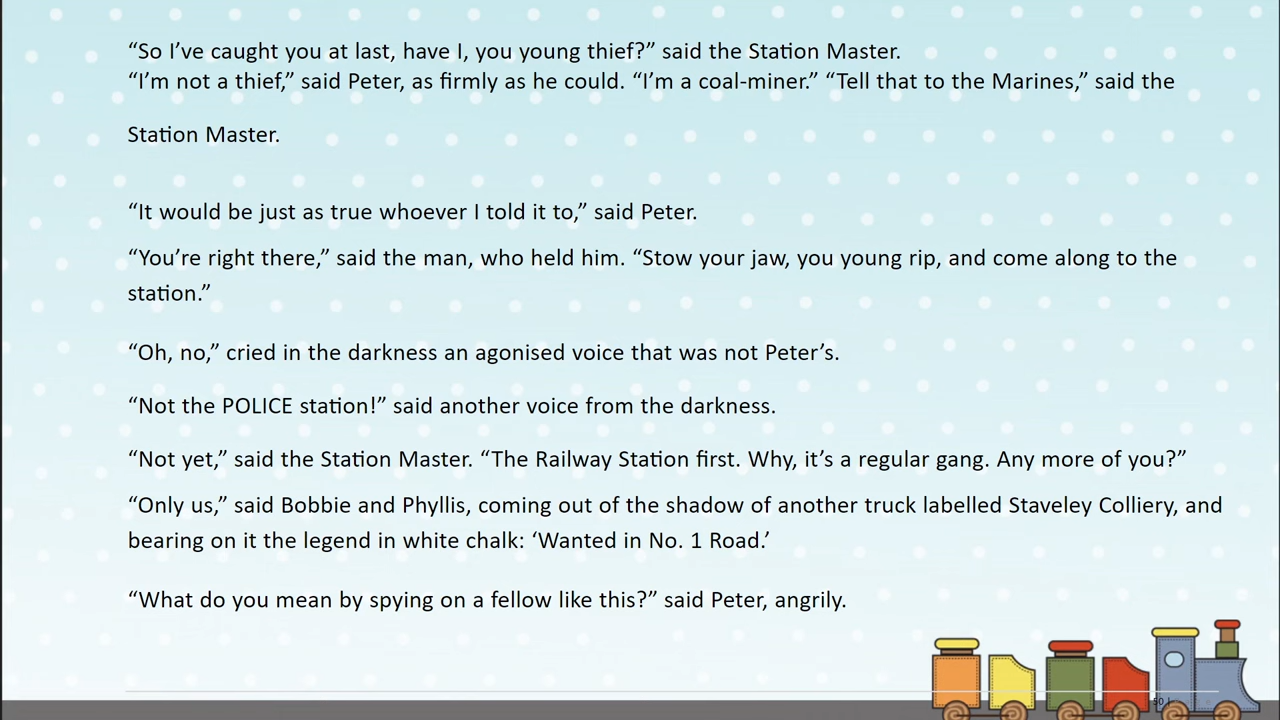 “So I’ve caught you at last, have I, you young thief?” said the Station Master.
“I’m not a thief,” said Peter, as firmly as he could. “I’m a coal-miner.” “Tell that to the Marines,” said the
Station Master.
“It would be just as true whoever I told it to,” said Peter.
“You’re right there,” said the man, who held him. “Stow your jaw, you young rip, and come along to the
station.”
“Oh, no,” cried in the darkness an agonised voice that was not Peter’s.
“Not the POLICE station!” said another voice from the darkness.
“Not yet,” said the Station Master. “The Railway Station first. Why, it’s a regular gang. Any more of you?”
“Only us,” said Bobbie and Phyllis, coming out of the shadow of another truck labelled Staveley Colliery, and
bearing on it the legend in white chalk: ‘Wanted in No. 1 Road.’
“What do you mean by spying on a fellow like this?” said Peter, angrily.
50 |